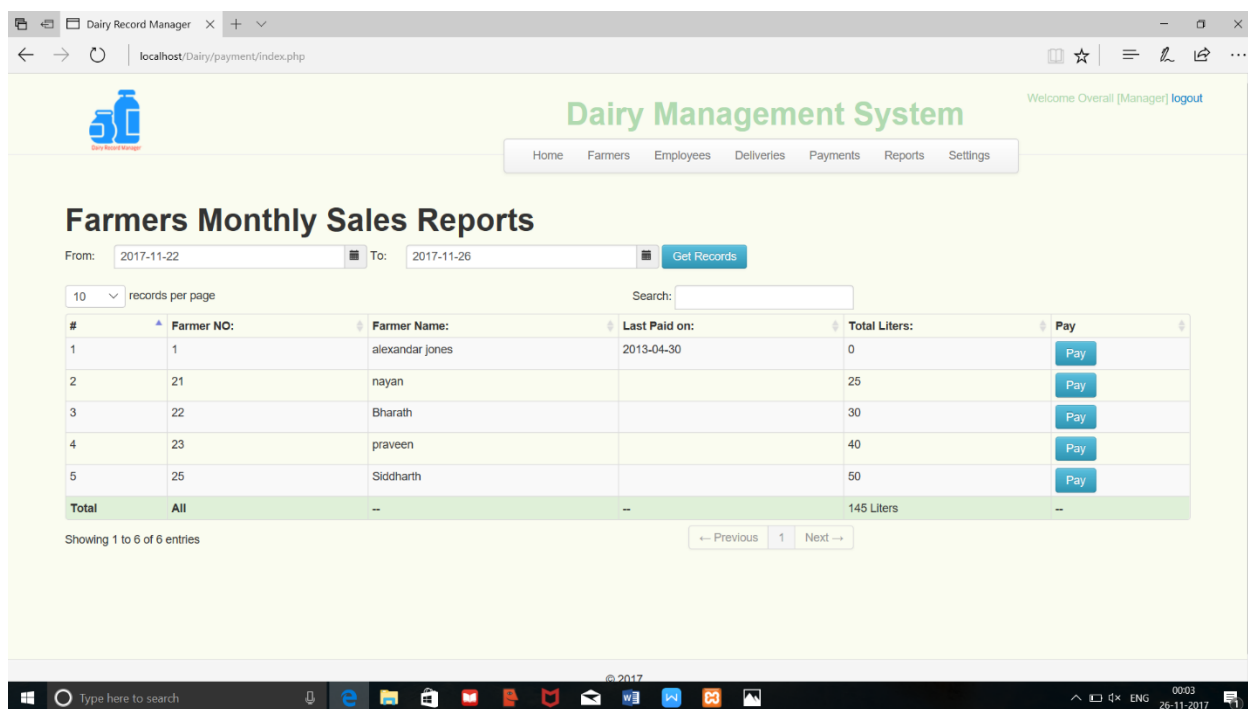 Dairy Record Manager
localhost/Dairy/payment/index.php
Welcome Overall [Manager] logout
Dairy Management System
Dairy Record Manager
Home Farmers Employees Deliveries Payments Reports Settings
Farmers Monthly Sales Reports
From: 2017-11-22 To: 2017-11-26 Get Records
10 records per page Search:
# Farmer NO: Farmer Name: Last Paid on: Total Liters: Pay
1 1 alexandar jones 2013-04-30 0 Pay
2 21 nayan 25 Pay
3 22 Bharath 30 Pay
4 23 praveen 40 Pay
5 25 Siddharth 50 Pay
Total All -- -- 145 Liters --
Showing 1 to 6 of 6 entries ← Previous 1 Next →
© 2017
Type here to search ENG 00:03
26-11-2017